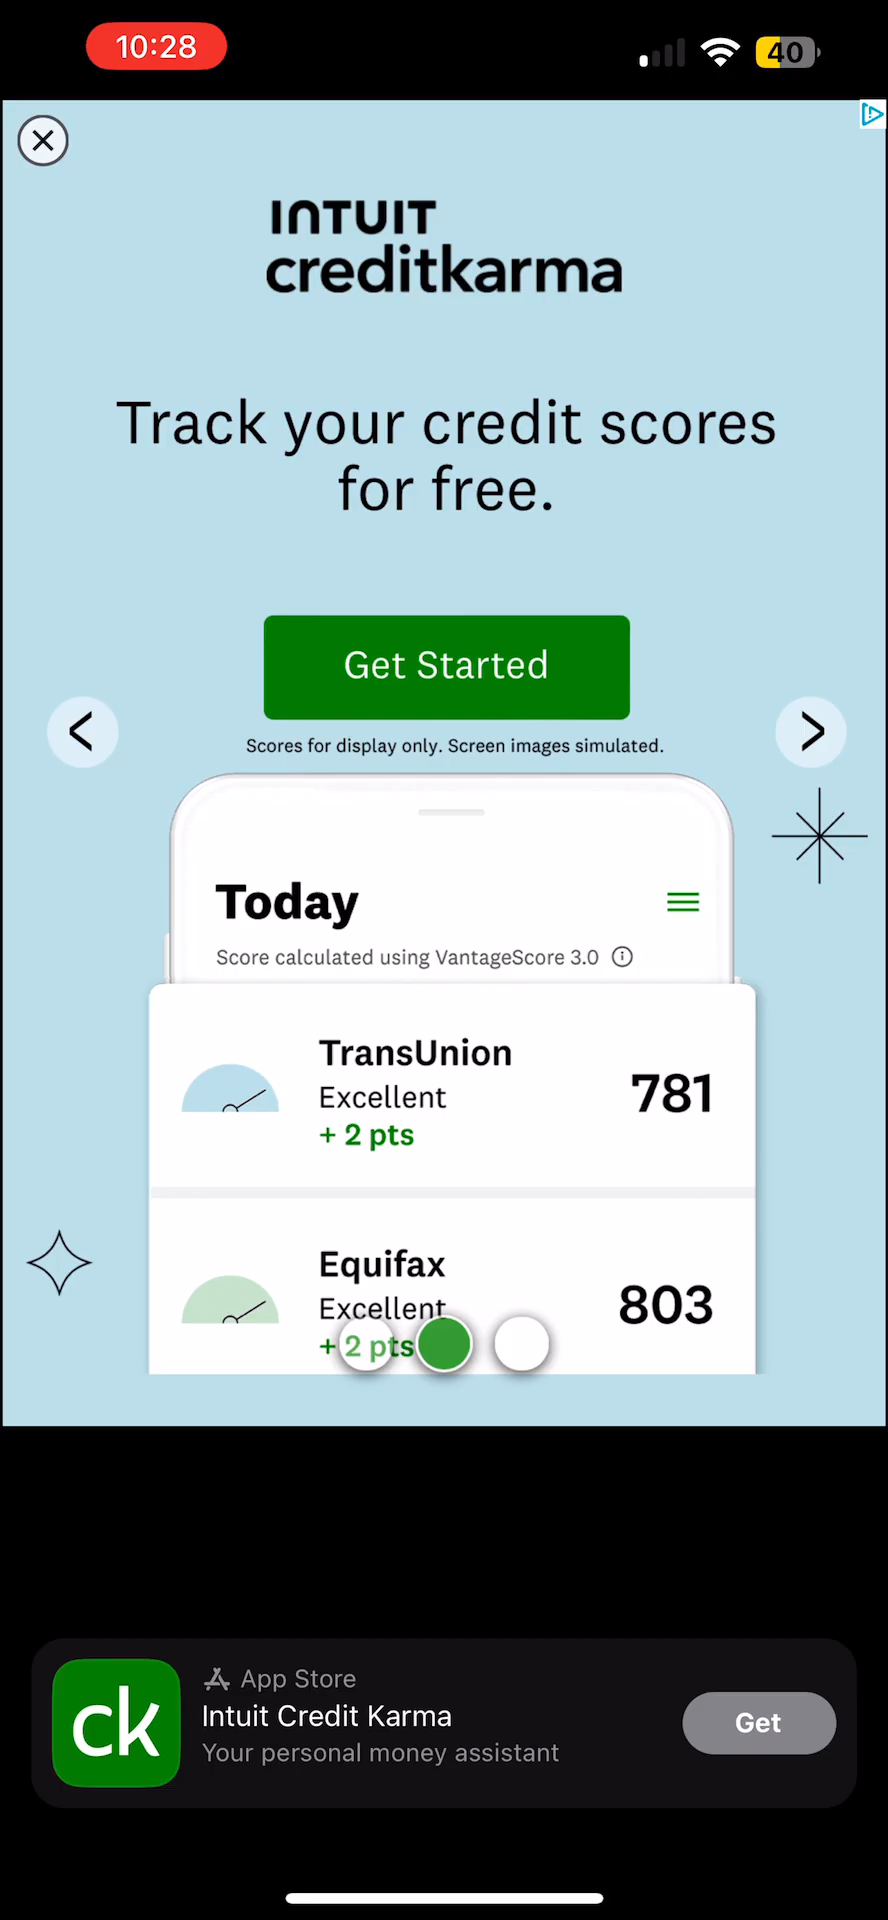 10:28
40
INTUIT
creditkarma
Track your credit scores
for free.
Get Started
Scores for display only. Screen images simulated.
Today
Score calculated using VantageScore 3.0
TransUnion
Excellent
781
+ 2 pts
Equifax
Excellent
803
+ 2 pts
ck
App Store
Intuit Credit Karma
Your personal money assistant
Get